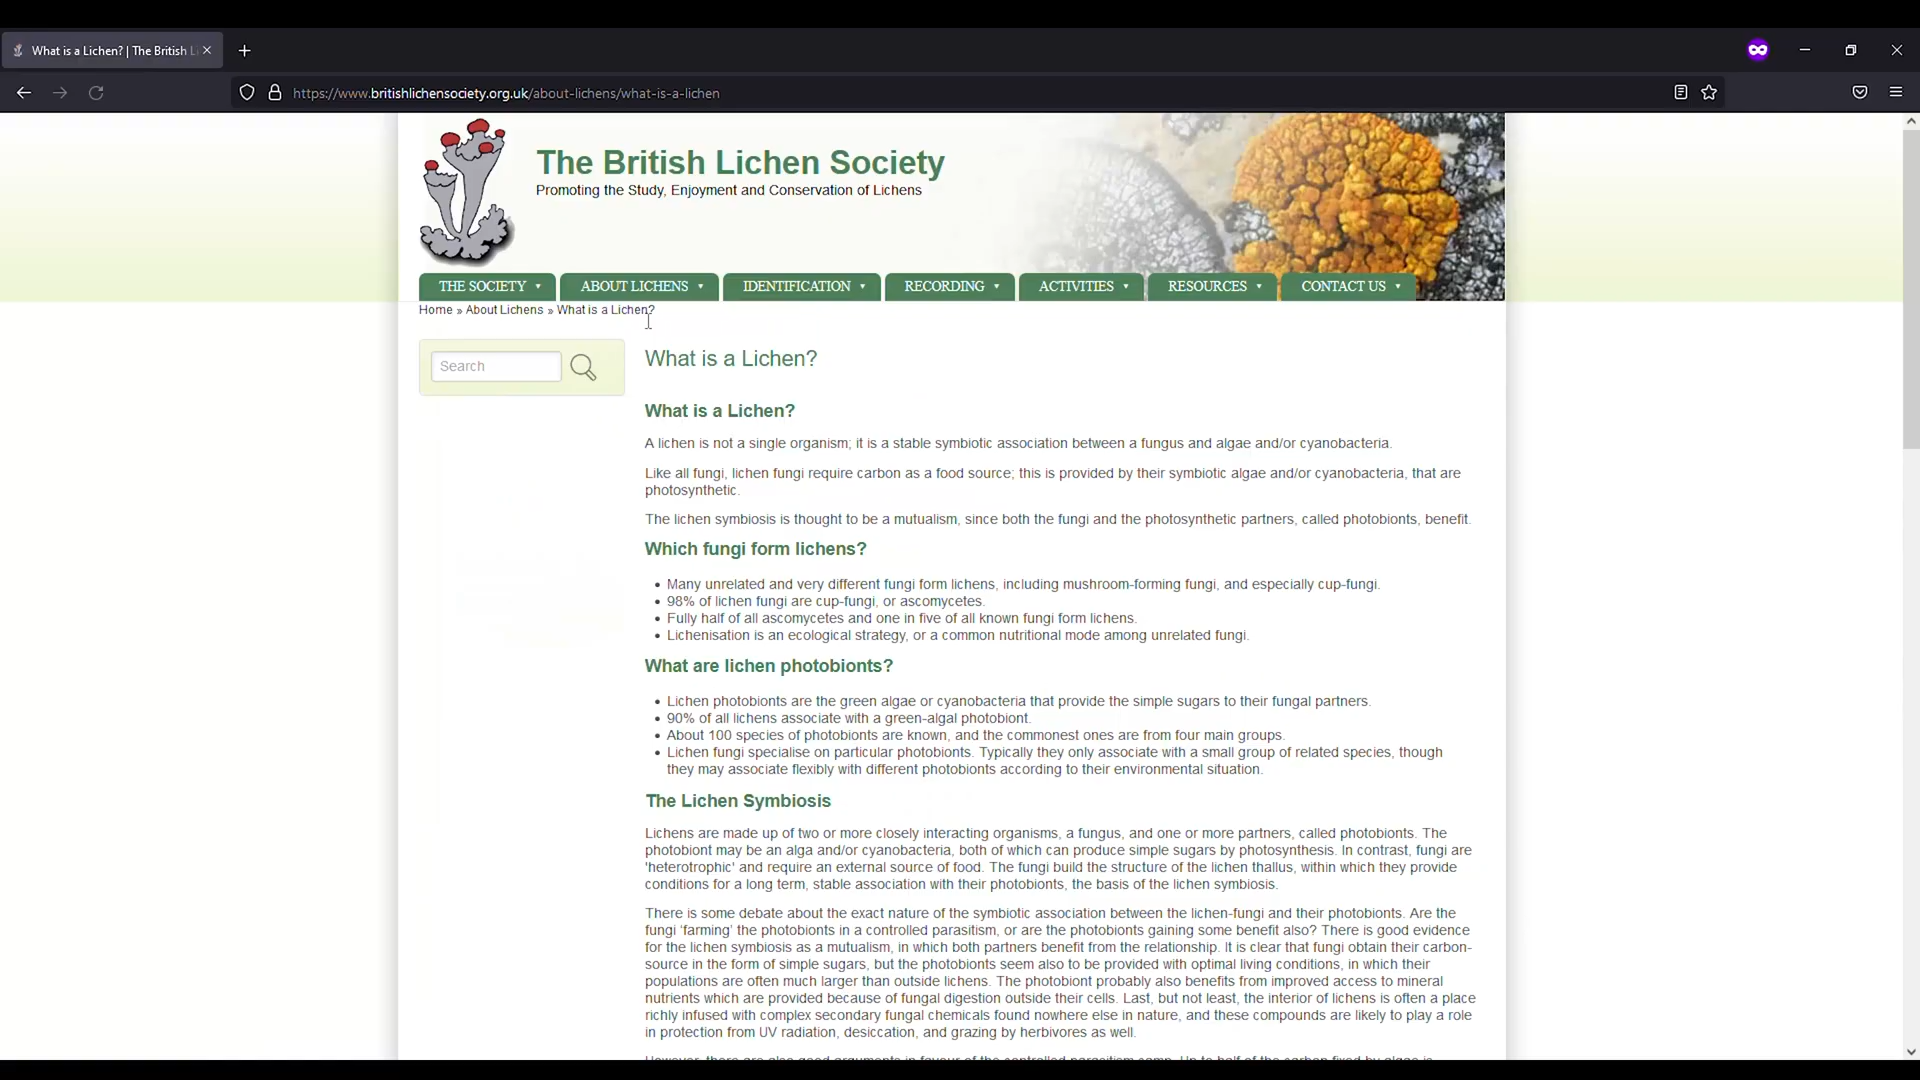 What is a Lichen? | The British L
https://www.britishlichensociety.org.uk/about-lichens/what-is-a-lichen
The British Lichen Society
Promoting the Study, Enjoyment and Conservation of Lichens
THE SOCIETY ABOUT LICHENS IDENTIFICATION RECORDING ACTIVITIES RESOURCES CONTACT US
Home » About Lichens » What is a Lichen?
Search
What is a Lichen?
What is a Lichen?
A lichen is not a single organism; it is a stable symbiotic association between a fungus and algae and/or cyanobacteria.
Like all fungi, lichen fungi require carbon as a food source; this is provided by their symbiotic algae and/or cyanobacteria, that are
photosynthetic.
The lichen symbiosis is thought to be a mutualism, since both the fungi and the photosynthetic partners, called photobionts, benefit.
Which fungi form lichens?
• Many unrelated and very different fungi form lichens, including mushroom-forming fungi, and especially cup-fungi.
• 98% of lichen fungi are cup-fungi, or ascomycetes.
• Fully half of all ascomycetes and one in five of all known fungi form lichens.
• Lichenisation is an ecological strategy, or a common nutritional mode among unrelated fungi.
What are lichen photobionts?
• Lichen photobionts are the green algae or cyanobacteria that provide the simple sugars to their fungal partners.
• 90% of all lichens associate with a green-algal photobiont.
• About 100 species of photobionts are known, and the commonest ones are from four main groups.
• Lichen fungi specialise on particular photobionts. Typically they only associate with a small group of related species, though
they may associate flexibly with different photobionts according to their environmental situation.
The Lichen Symbiosis
Lichens are made up of two or more closely interacting organisms, a fungus, and one or more partners, called photobionts. The
photobiont may be an alga and/or cyanobacteria, both of which can produce simple sugars by photosynthesis. In contrast, fungi are
'heterotrophic' and require an external source of food. The fungi build the structure of the lichen thallus, within which they provide
conditions for a long term, stable association with their photobionts, the basis of the lichen symbiosis.
There is some debate about the exact nature of the symbiotic association between the lichen-fungi and their photobionts. Are the
fungi ‘farming’ the photobionts in a controlled parasitism, or are the photobionts gaining some benefit also? There is good evidence
for the lichen symbiosis as a mutualism, in which both partners benefit from the relationship. It is clear that fungi obtain their carbon-
source in the form of simple sugars, but the photobionts seem also to be provided with optimal living conditions, in which their
populations are often much larger than outside lichens. The photobiont probably also benefits from improved access to mineral
nutrients which are provided because of fungal digestion outside their cells. Last, but not least, the interior of lichens is often a place
richly infused with complex secondary fungal chemicals found nowhere else in nature, and these compounds are likely to play a role
in protection from UV radiation, desiccation, and grazing by herbivores as well.